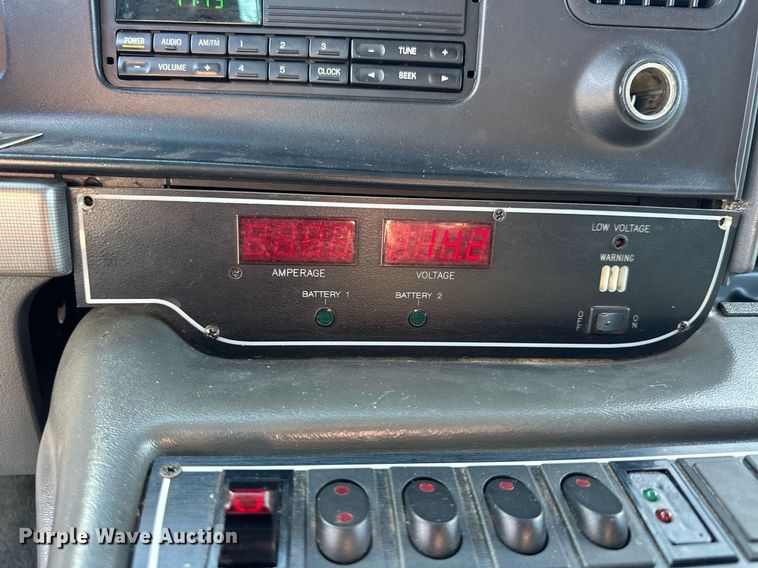 POWER AUDIO AM/FM 1 2 3 - TUNE +
- VOLUME + 4 5 CLOCK ◄ SEEK ►
LOW VOLTAGE
14.2
WARNING
AMPERAGE VOLTAGE
BATTERY 1 BATTERY 2
OFF ON
Purple Wave Auction